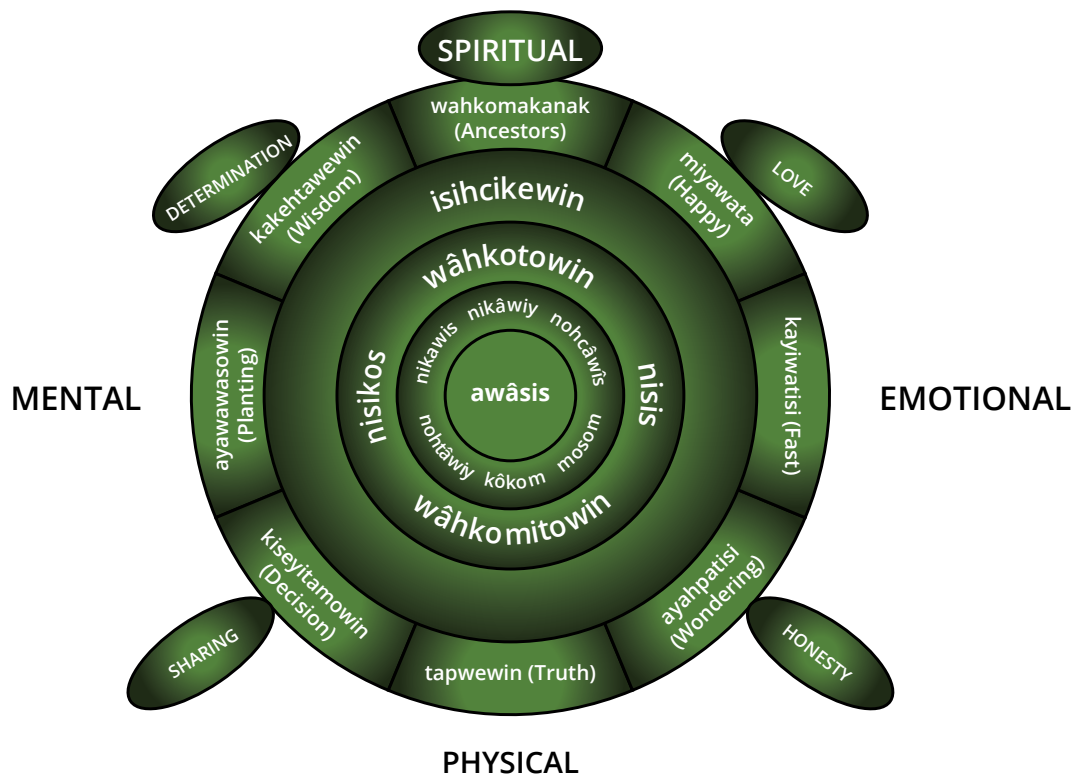 SPIRITUAL
wahkomakanak
(Ancestors)
DETERMINATION
LOVE
kakehtawewin
(Wisdom)
miyawata
(Happy)
isihcikewin
wâhkotowin
nikâwiy
nikawis
nohcâwîs
ayawawasowin
(Planting)
nisikos
awâsis
nisis
kayiwatisi (Fast)
MENTAL
EMOTIONAL
nohtâwiy
kôkom
mosom
wâhkomitowin
kiseyitamowin
(Decision)
ayahpatisi
(Wondering)
SHARING
tapwewin (Truth)
HONESTY
PHYSICAL